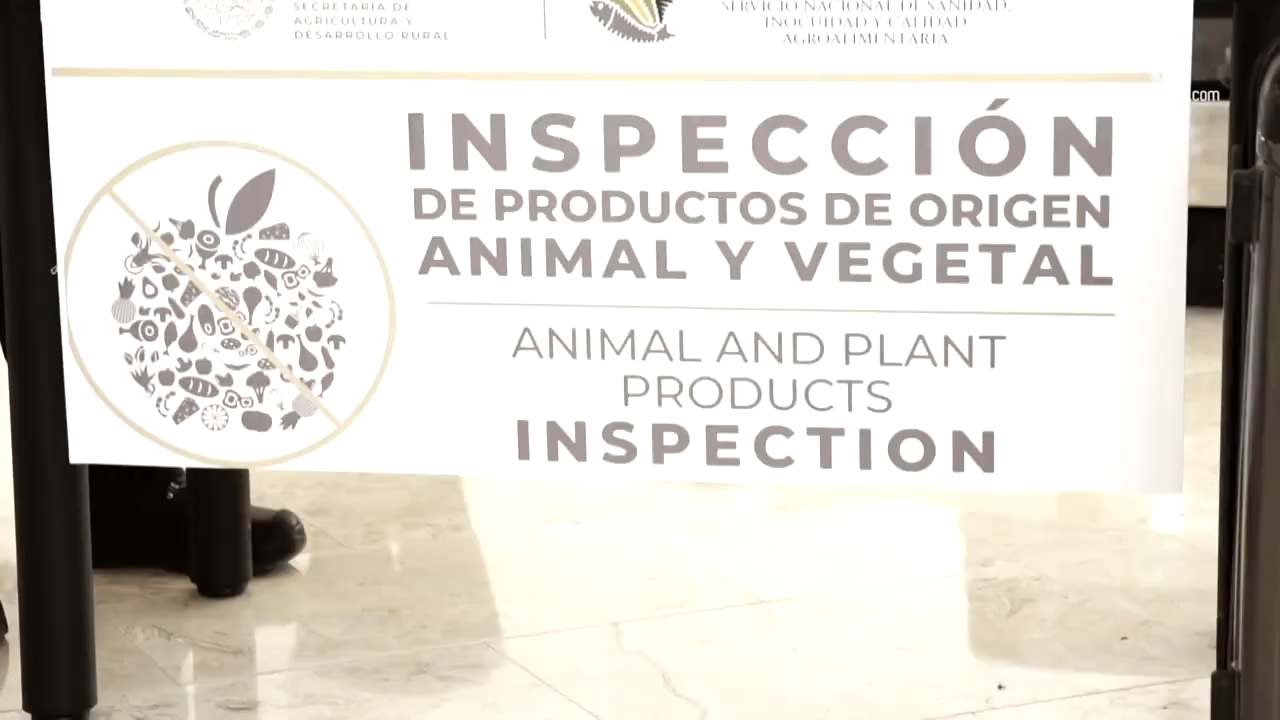 SECRETARÍA DE
AGRICULTURA Y
DESARROLLO RURAL
SERVICIO NACIONAL DE SANIDAD,
INOCUIDAD Y CALIDAD
AGROALIMENTARIA
.com
INSPECCIÓN
DE PRODUCTOS DE ORIGEN
ANIMAL Y VEGETAL
ANIMAL AND PLANT
PRODUCTS
INSPECTION